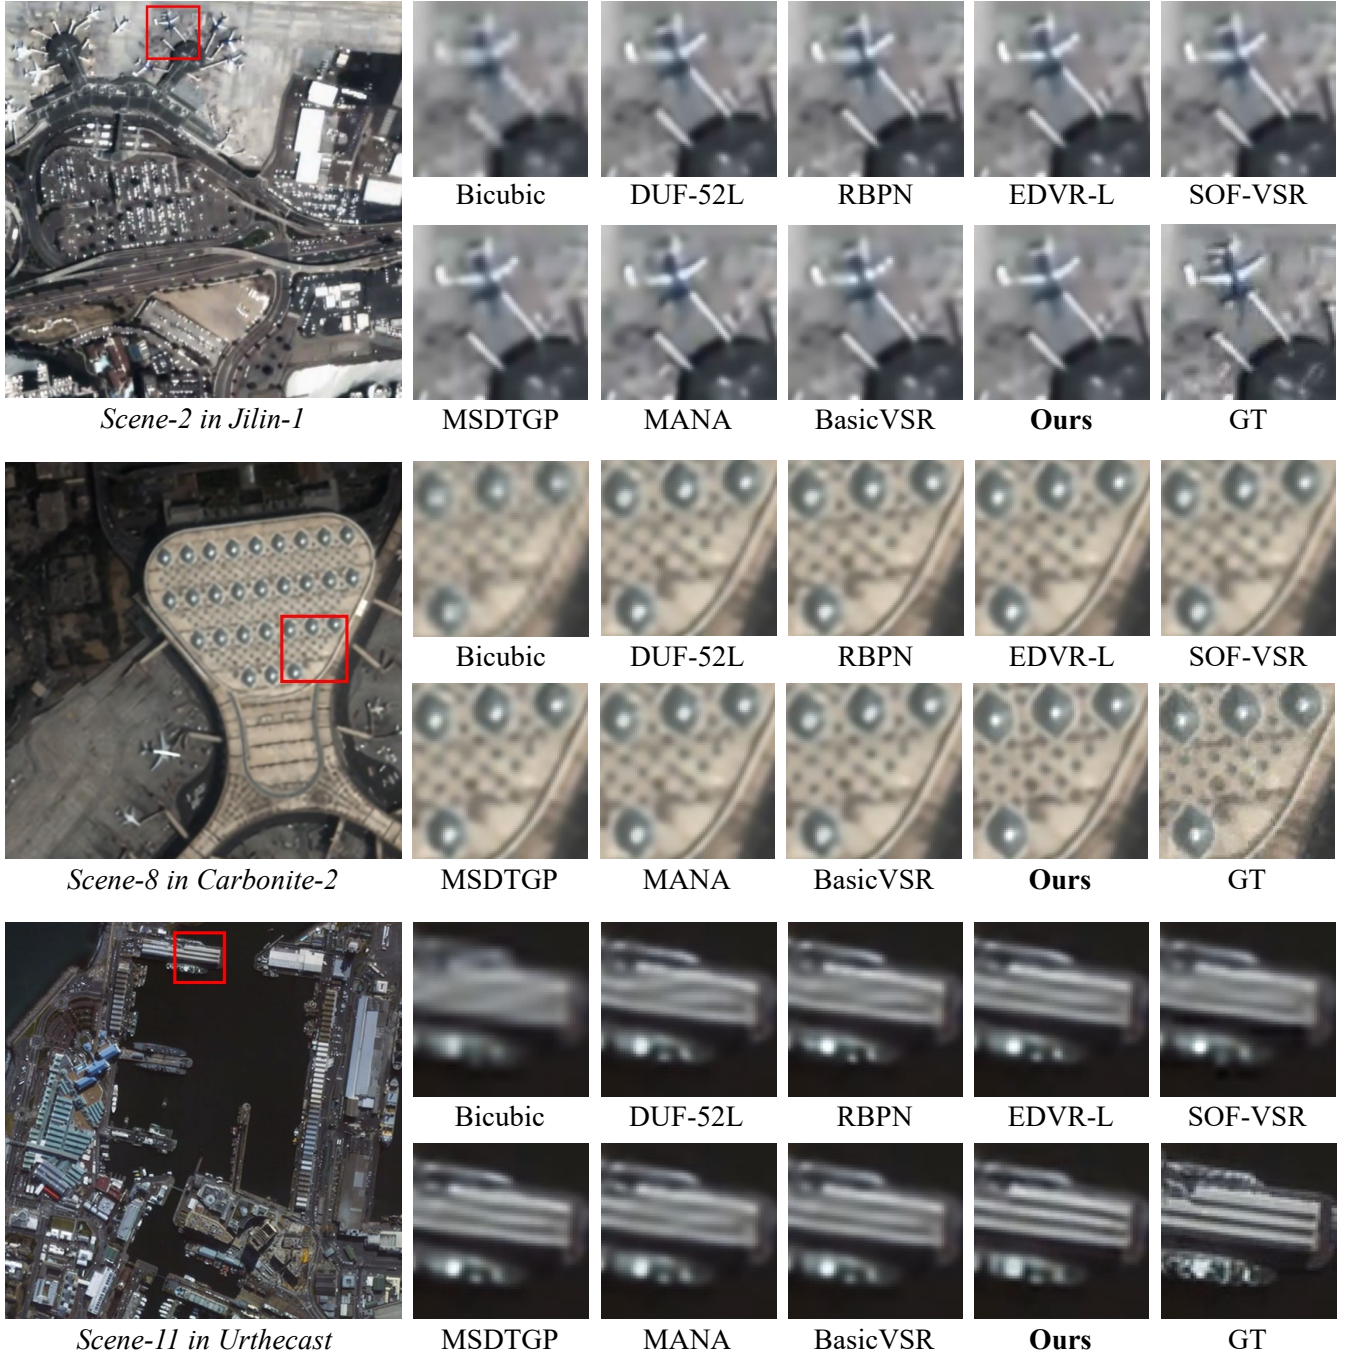 Bicubic DUF-52L RBPN EDVR-L SOF-VSR
MSDTGP MANA BasicVSR Ours GT
Scene-2 in Jilin-1
Bicubic DUF-52L RBPN EDVR-L SOF-VSR
MSDTGP MANA BasicVSR Ours GT
Scene-8 in Carbonite-2
Bicubic DUF-52L RBPN EDVR-L SOF-VSR
MSDTGP MANA BasicVSR Ours GT
Scene-11 in Urthecast